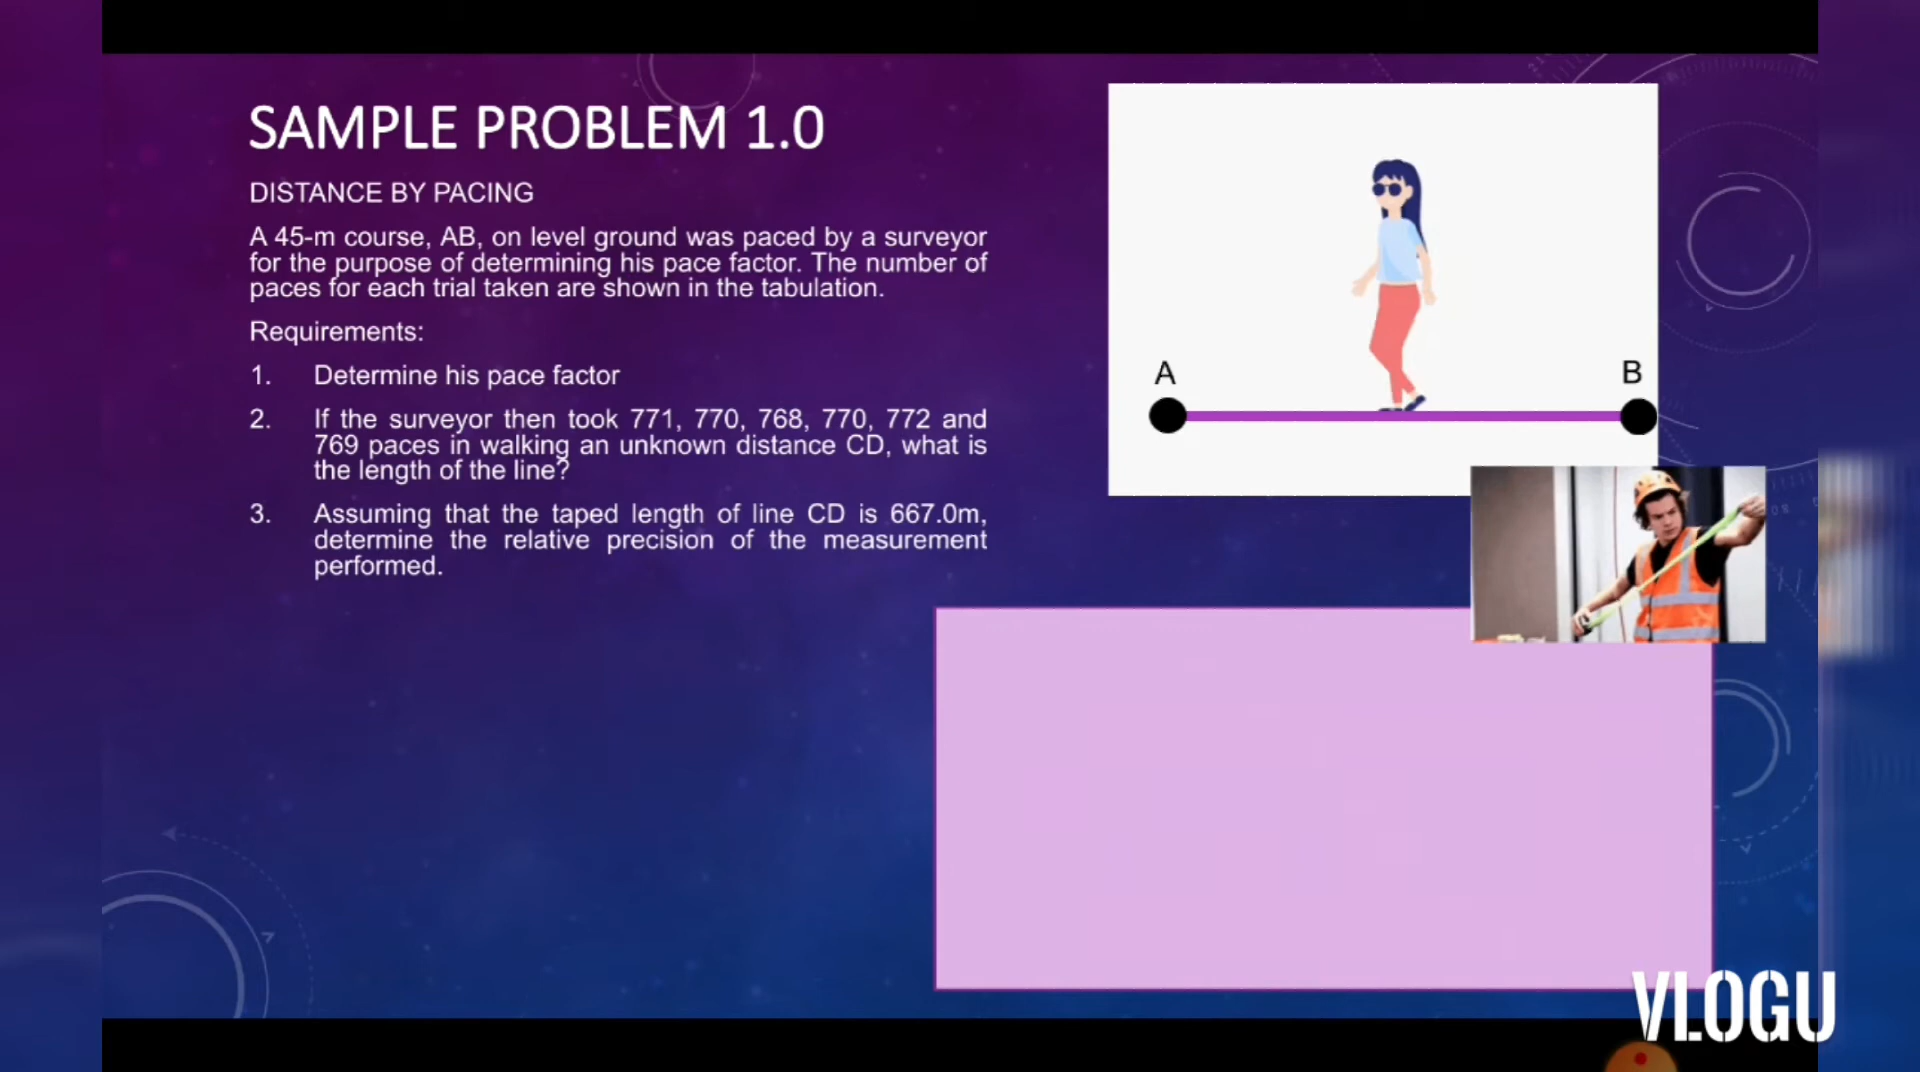 SAMPLE PROBLEM 1.0
DISTANCE BY PACING
A 45-m course, AB, on level ground was paced by a surveyor
for the purpose of determining his pace factor. The number of
paces for each trial taken are shown in the tabulation.
Requirements:
1. Determine his pace factor
2. If the surveyor then took 771, 770, 768, 770, 772 and
769 paces in walking an unknown distance CD, what is
the length of the line?
3. Assuming that the taped length of line CD is 667.0m,
determine the relative precision of the measurement
performed.
A
B
VLOGU